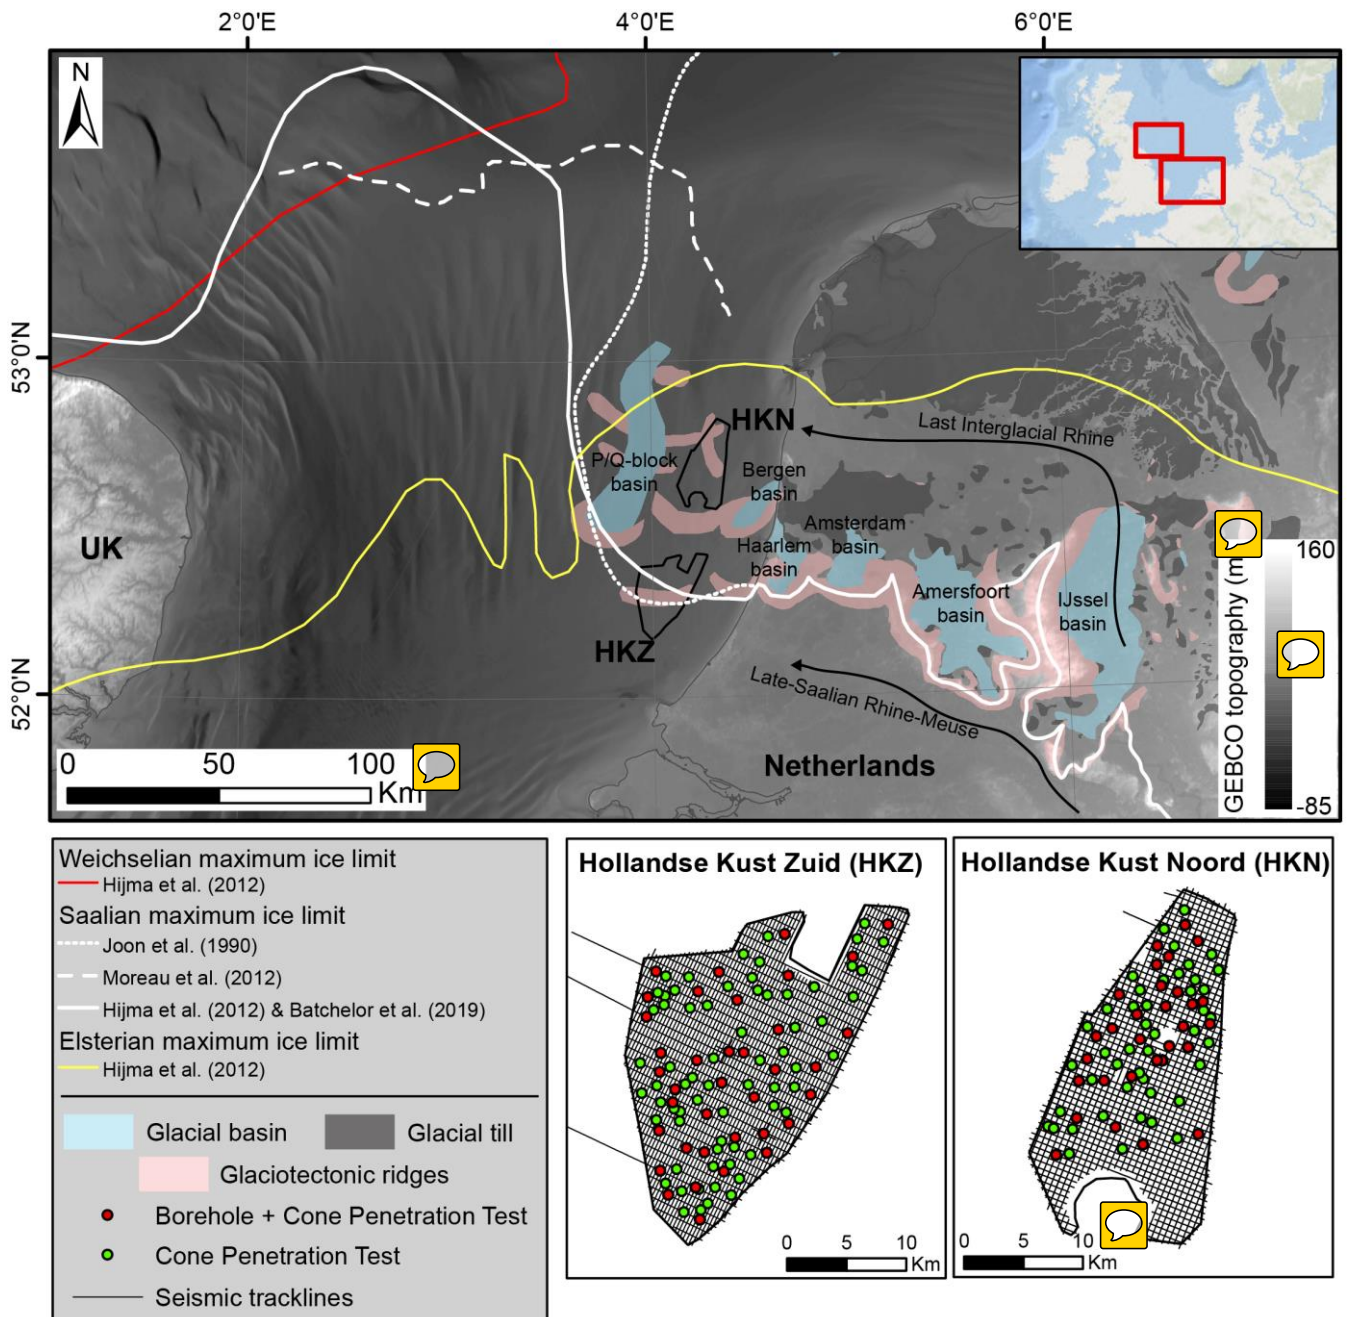 2°0'E
4°0'E
6°0'E
N
53°0'N
52°0'N
HKN
Last Interglacial Rhine
P/Q-block
basin
Bergen
basin
Amsterdam
basin
Haarlem
basin
UK
Amersfoort
basin
IJssel
basin
HKZ
Late-Saalian Rhine-Meuse
Netherlands
0 50 100
Km
160
GEBCO topography (m
-85
Weichselian maximum ice limit
Hijma et al. (2012)
Saalian maximum ice limit
Joon et al. (1990)
Moreau et al. (2012)
Hijma et al. (2012) & Batchelor et al. (2019)
Elsterian maximum ice limit
Hijma et al. (2012)
Glacial basin
Glacial till
Glaciotectonic ridges
Borehole + Cone Penetration Test
Cone Penetration Test
Seismic tracklines
Hollandse Kust Zuid (HKZ)
0 5 10
Km
Hollandse Kust Noord (HKN)
0 5 10
Km